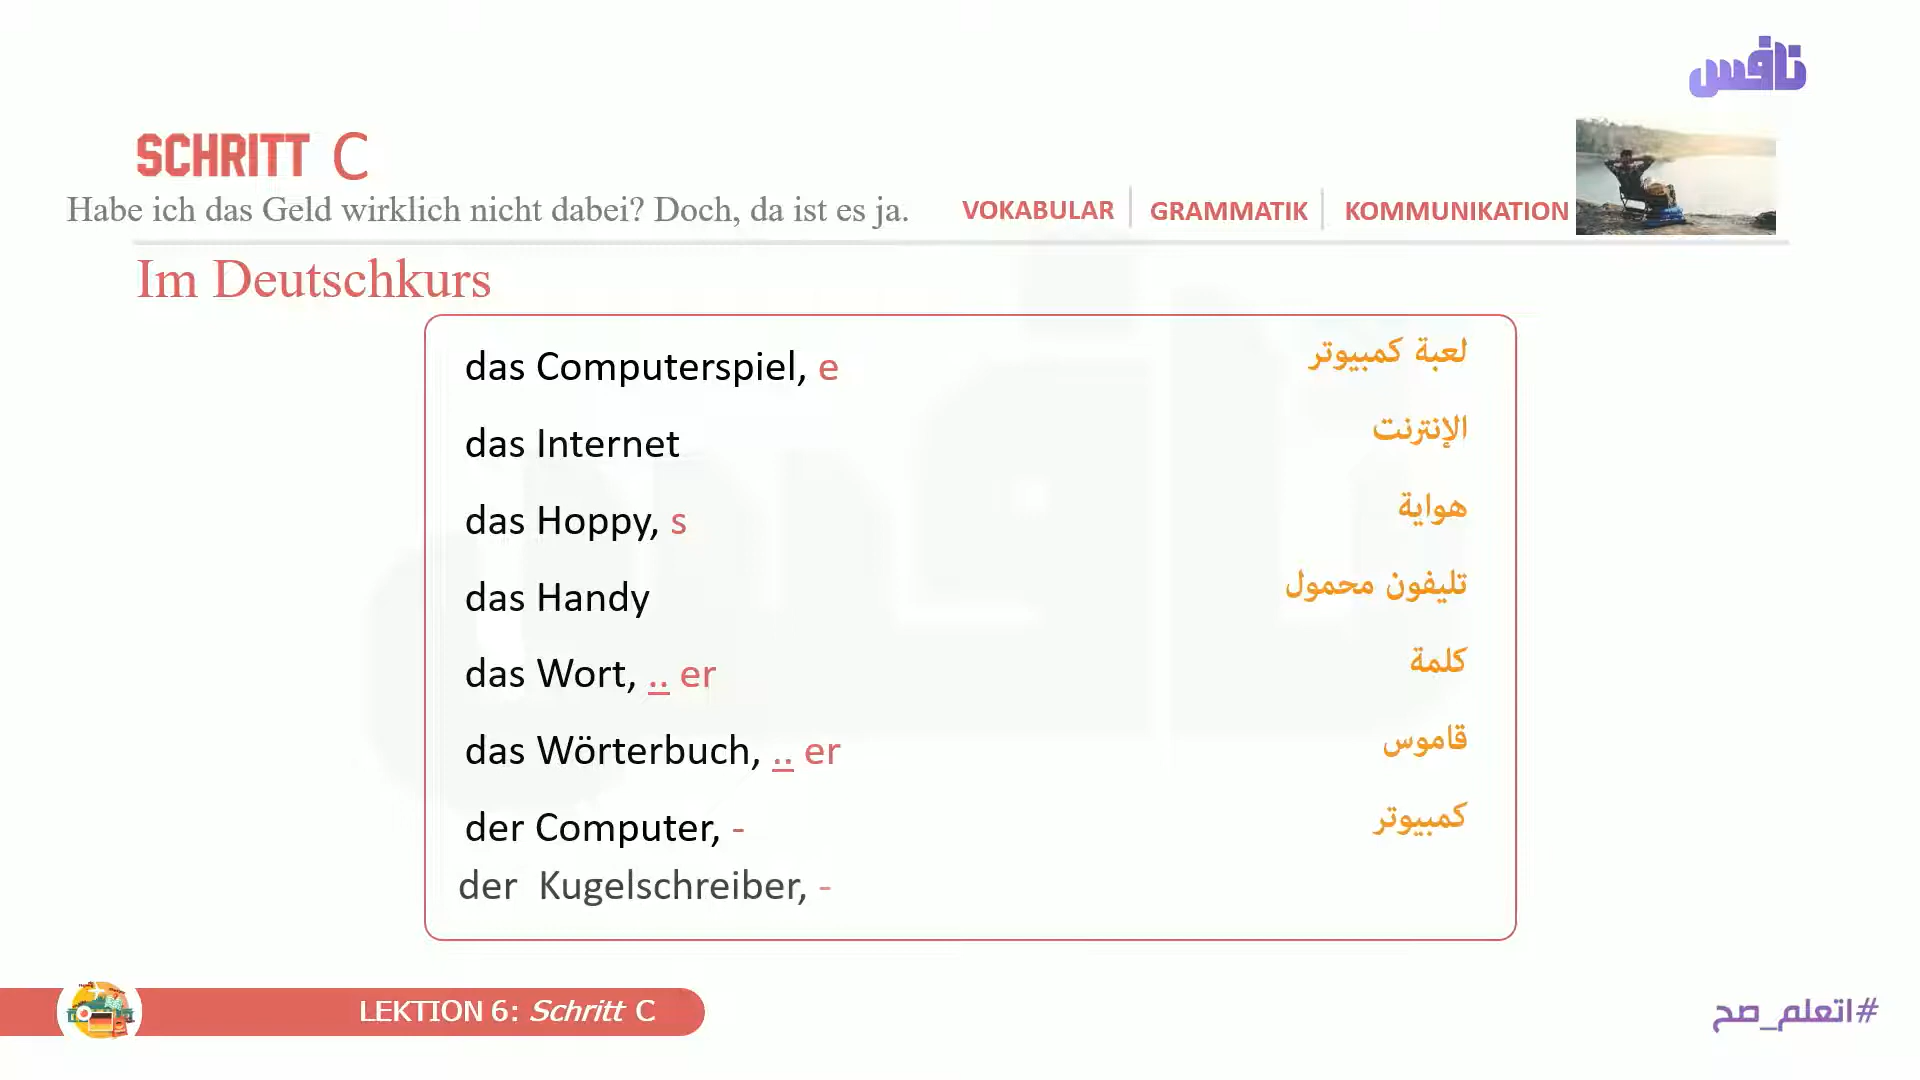 نافس
SCHRITT C
Habe ich das Geld wirklich nicht dabei? Doch, da ist es ja.
VOKABULAR
GRAMMATIK
KOMMUNIKATION
Im Deutschkurs
das Computerspiel, e
لعبة كمبيوتر
das Internet
الإنترنت
das Hoppy, s
هواية
das Handy
تليفون محمول
das Wort, .. er
كلمة
das Wörterbuch, .. er
قاموس
der Computer, -
كمبيوتر
der Kugelschreiber, -
LEKTION 6: Schritt C
#اتعلم_صح